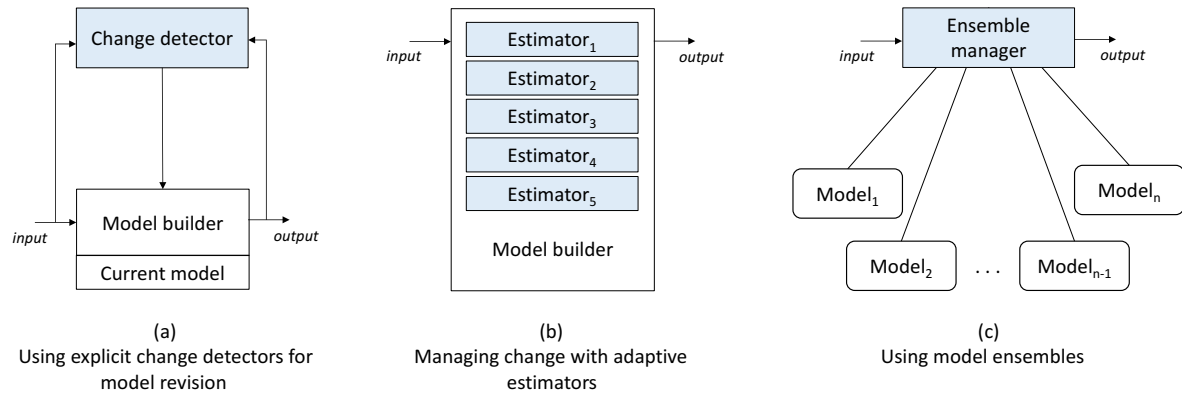 Change detector
input
Model builder
output
Current model
(a)
Using explicit change detectors for
model revision
input
Estimator₁
output
Estimator₂
Estimator₃
Estimator₄
Estimator₅
Model builder
(b)
Managing change with adaptive
estimators
input
Ensemble
manager
output
Model₁
Modelₙ
Model₂
. . .
Modelₙ₋₁
(c)
Using model ensembles